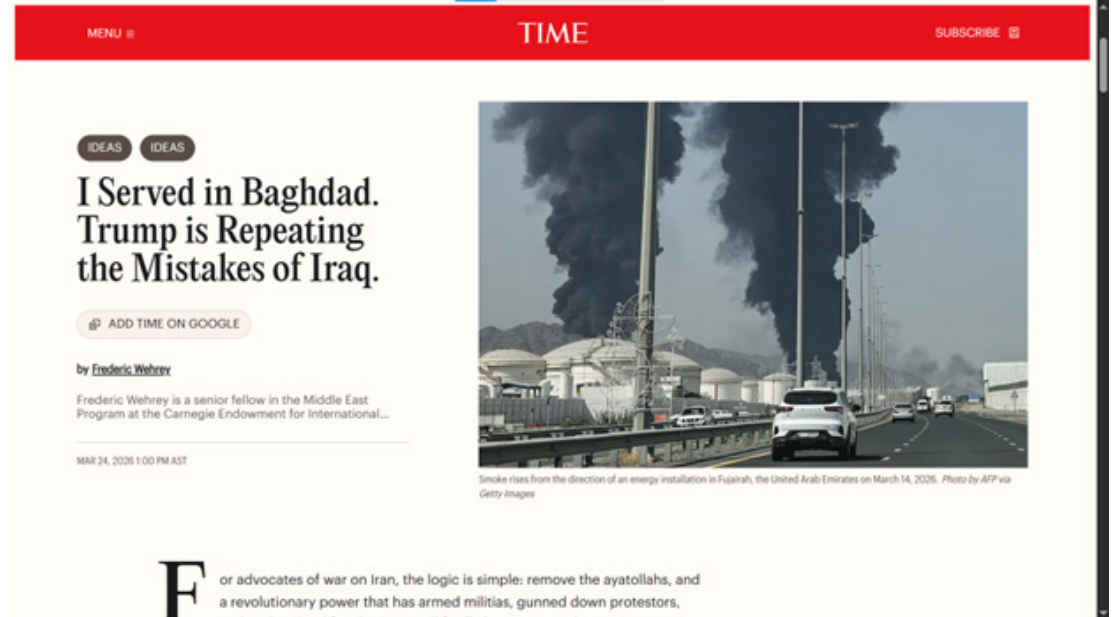 MENU
TIME
SUBSCRIBE
IDEAS IDEAS
I Served in Baghdad.
Trump is Repeating
the Mistakes of Iraq.
ADD TIME ON GOOGLE
by Frederic Wehrey
Frederic Wehrey is a senior fellow in the Middle East
Program at the Carnegie Endowment for International...
MAR 24, 2026 1:00 PM AST
Smoke rises from the direction of an energy installation in Fujairah, the United Arab Emirates on March 14, 2026. Photo by AFP via
Getty Images
For advocates of war on Iran, the logic is simple: remove the ayatollahs, and
a revolutionary power that has armed militias, gunned down protestors,